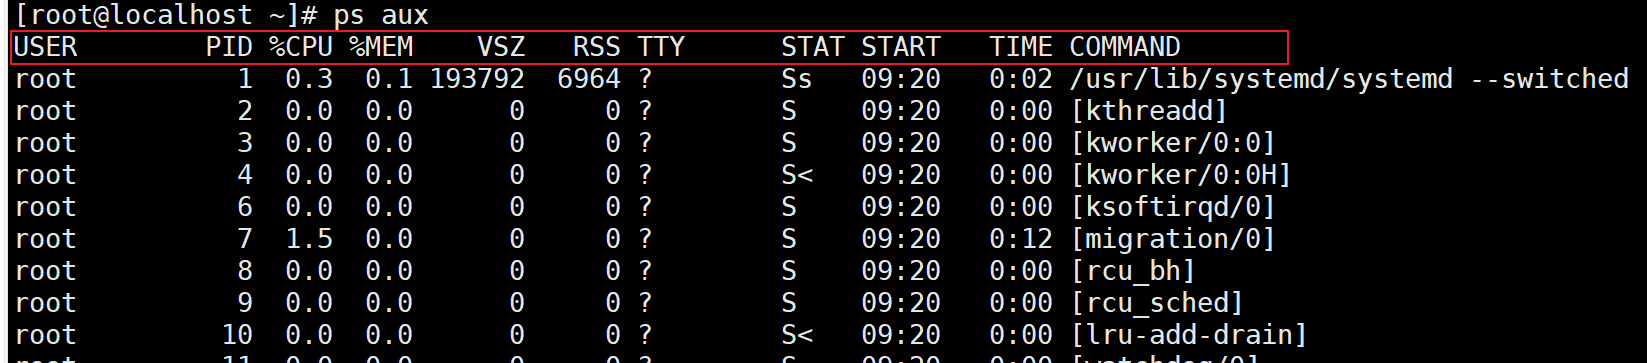 [root@localhost ~]# ps aux
USER        PID %CPU %MEM    VSZ   RSS TTY      STAT START   TIME COMMAND
root          1  0.3  0.1 193792  6964 ?        Ss   09:20   0:02 /usr/lib/systemd/systemd --switched
root          2  0.0  0.0      0     0 ?        S    09:20   0:00 [kthreadd]
root          3  0.0  0.0      0     0 ?        S    09:20   0:00 [kworker/0:0]
root          4  0.0  0.0      0     0 ?        S<   09:20   0:00 [kworker/0:0H]
root          6  0.0  0.0      0     0 ?        S    09:20   0:00 [ksoftirqd/0]
root          7  1.5  0.0      0     0 ?        S    09:20   0:12 [migration/0]
root          8  0.0  0.0      0     0 ?        S    09:20   0:00 [rcu_bh]
root          9  0.0  0.0      0     0 ?        S    09:20   0:00 [rcu_sched]
root         10  0.0  0.0      0     0 ?        S<   09:20   0:00 [lru-add-drain]
root         11  0.0  0.0      0     0 ?        S    09:20   0:00 [watchdog/0]